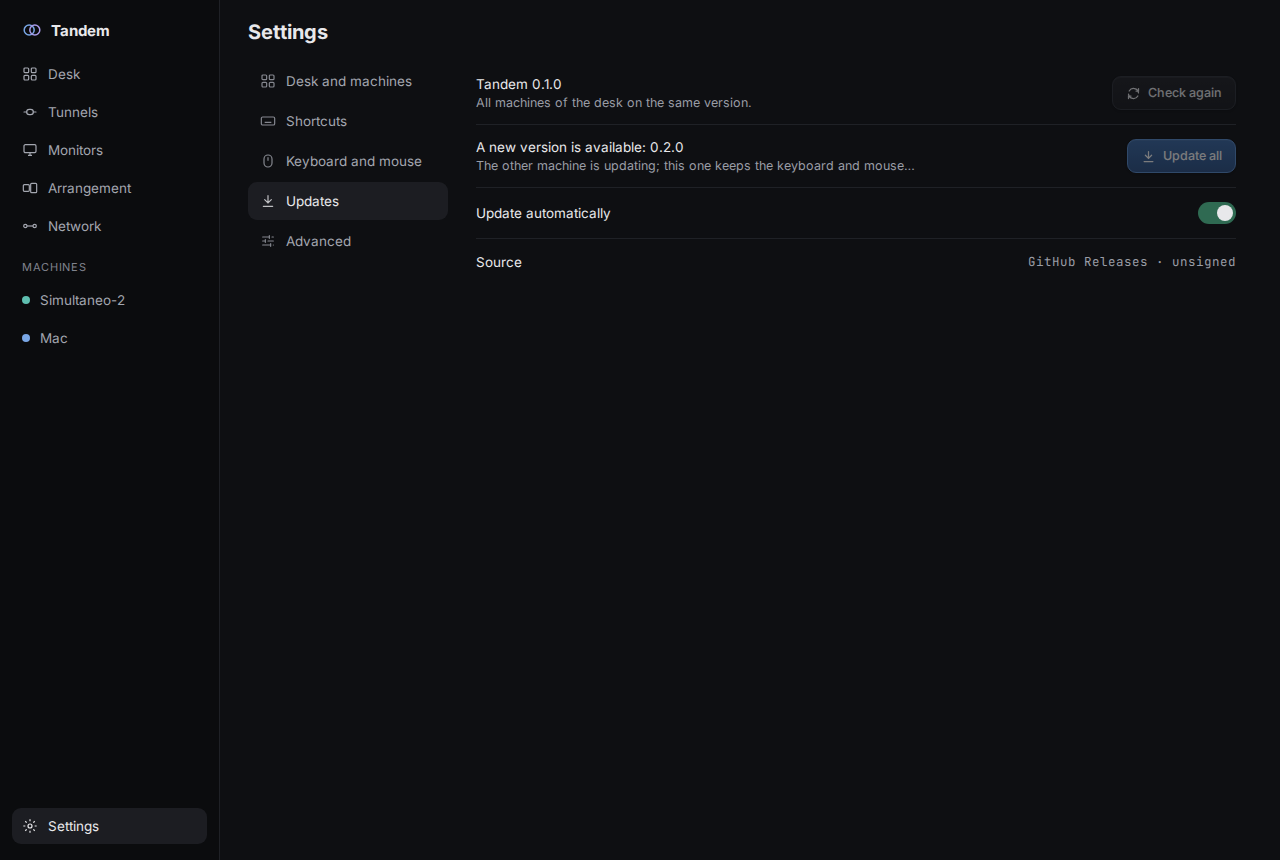 Tandem
Desk
Tunnels
Monitors
Arrangement
Network
MACHINES
Simultaneo-2
Mac
Settings
Settings
Desk and machines
Shortcuts
Keyboard and mouse
Updates
Advanced
Tandem 0.1.0
All machines of the desk on the same version.
Check again
A new version is available: 0.2.0
The other machine is updating; this one keeps the keyboard and mouse…
Update all
Update automatically
Source
GitHub Releases · unsigned